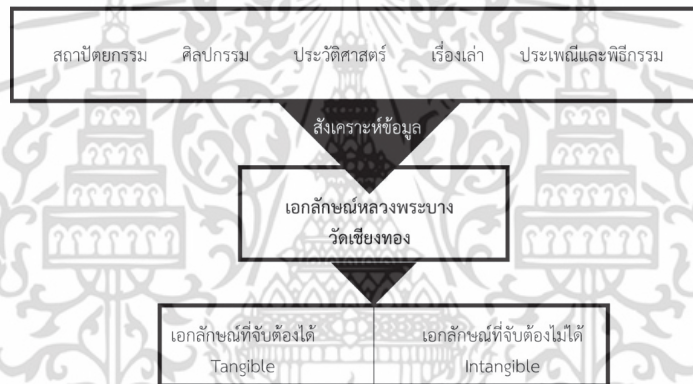 สถาปัตยกรรม ศิลปกรรม ประวัติศาสตร์ เรื่องเล่า ประเพณีและพิธีกรรม
สังเคราะห์ข้อมูล
เอกลักษณ์หลวงพระบาง
วัดเชียงทอง
เอกลักษณ์ที่จับต้องได้ เอกลักษณ์ที่จับต้องไม่ได้
Tangible Intangible